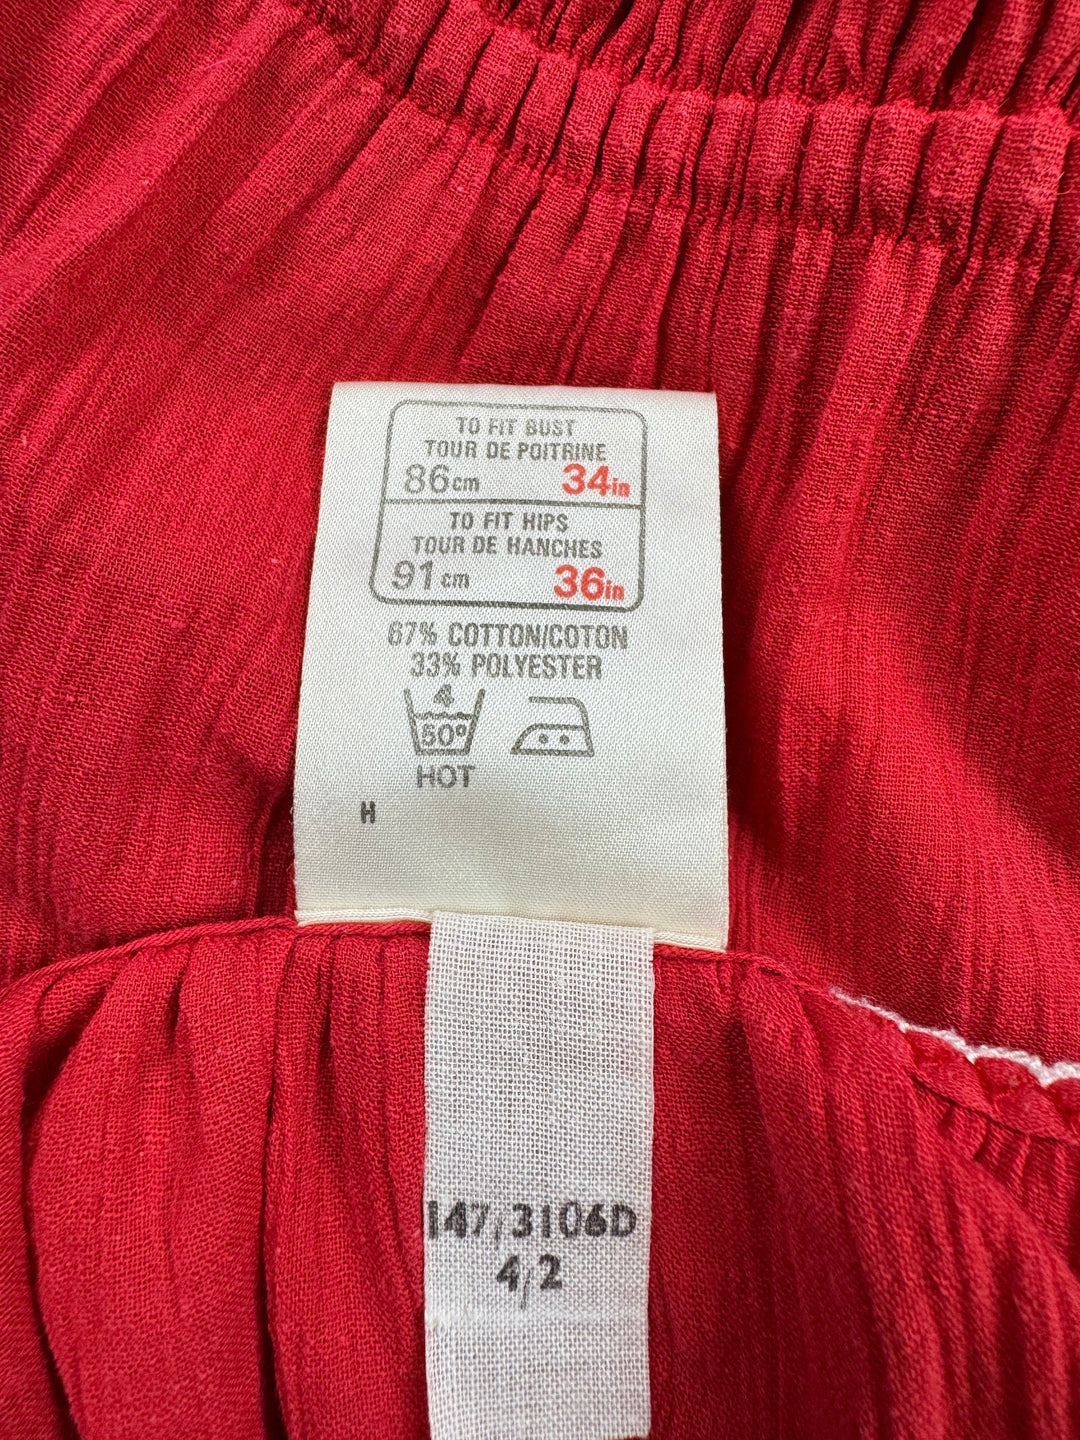 TO FIT BUST
TOUR DE POITRINE
86cm 34in
TO FIT HIPS
TOUR DE HANCHES
91cm 36in
67% COTTON/COTON
33% POLYESTER
4
50°
HOT
H
147/3106D
4/2